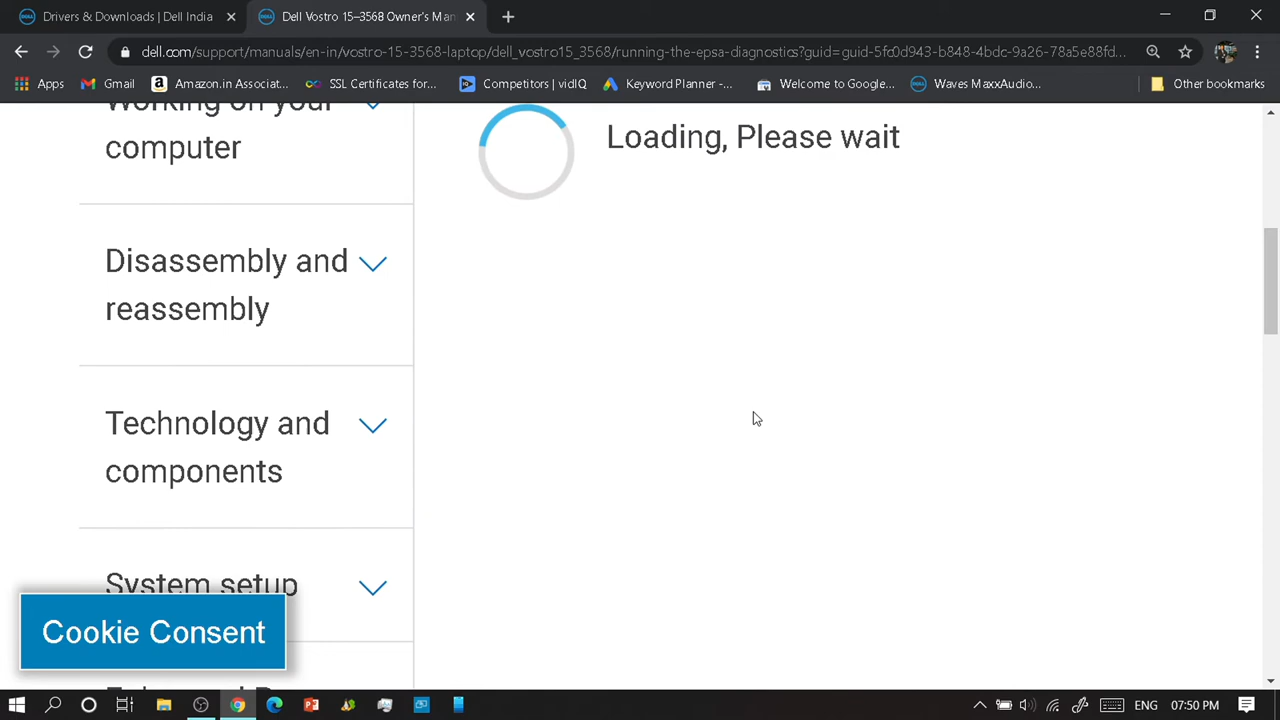 Drivers & Downloads | Dell India
Dell Vostro 15–3568 Owner's Man
dell.com/support/manuals/en-in/vostro-15-3568-laptop/dell_vostro15_3568/running-the-epsa-diagnostics?guid=guid-5fc0d943-b848-4bdc-9a26-78a5e88fd...
Apps
Gmail
Amazon in Associat...
SSL Certificates for...
Competitors | vidIQ
Keyword Planner -...
Welcome to Google...
Waves MaxxAudio...
Other bookmarks
Working on your
computer
Loading, Please wait
Disassembly and
reassembly
Technology and
components
System setup
Cookie Consent
ENG
07:50 PM